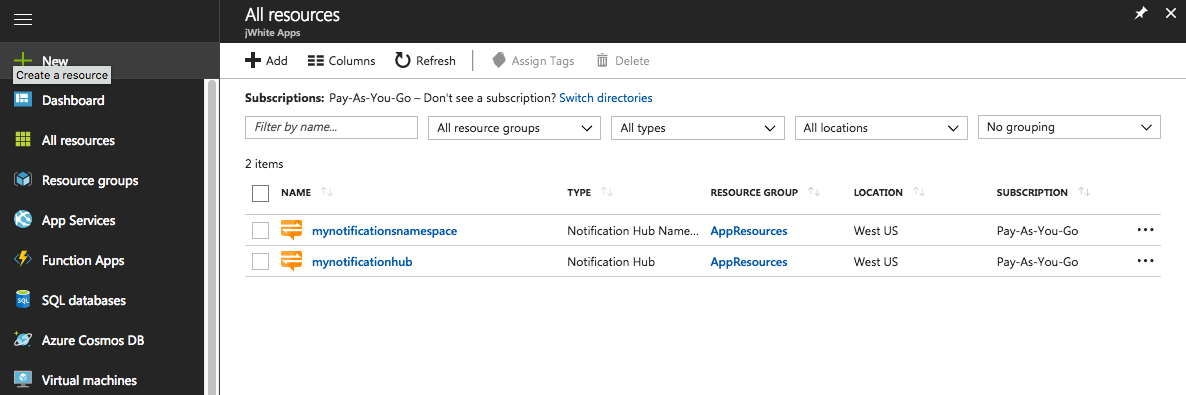 All resources
jWhite Apps
New
Create a resource
Dashboard
All resources
Resource groups
App Services
Function Apps
SQL databases
Azure Cosmos DB
Virtual machines
Add Columns Refresh Assign Tags Delete
Subscriptions: Pay-As-You-Go – Don't see a subscription? Switch directories
Filter by name... All resource groups All types All locations No grouping
2 items
NAME TYPE RESOURCE GROUP LOCATION SUBSCRIPTION
mynotificationsnamespace Notification Hub Name... AppResources West US Pay-As-You-Go
mynotificationhub Notification Hub AppResources West US Pay-As-You-Go